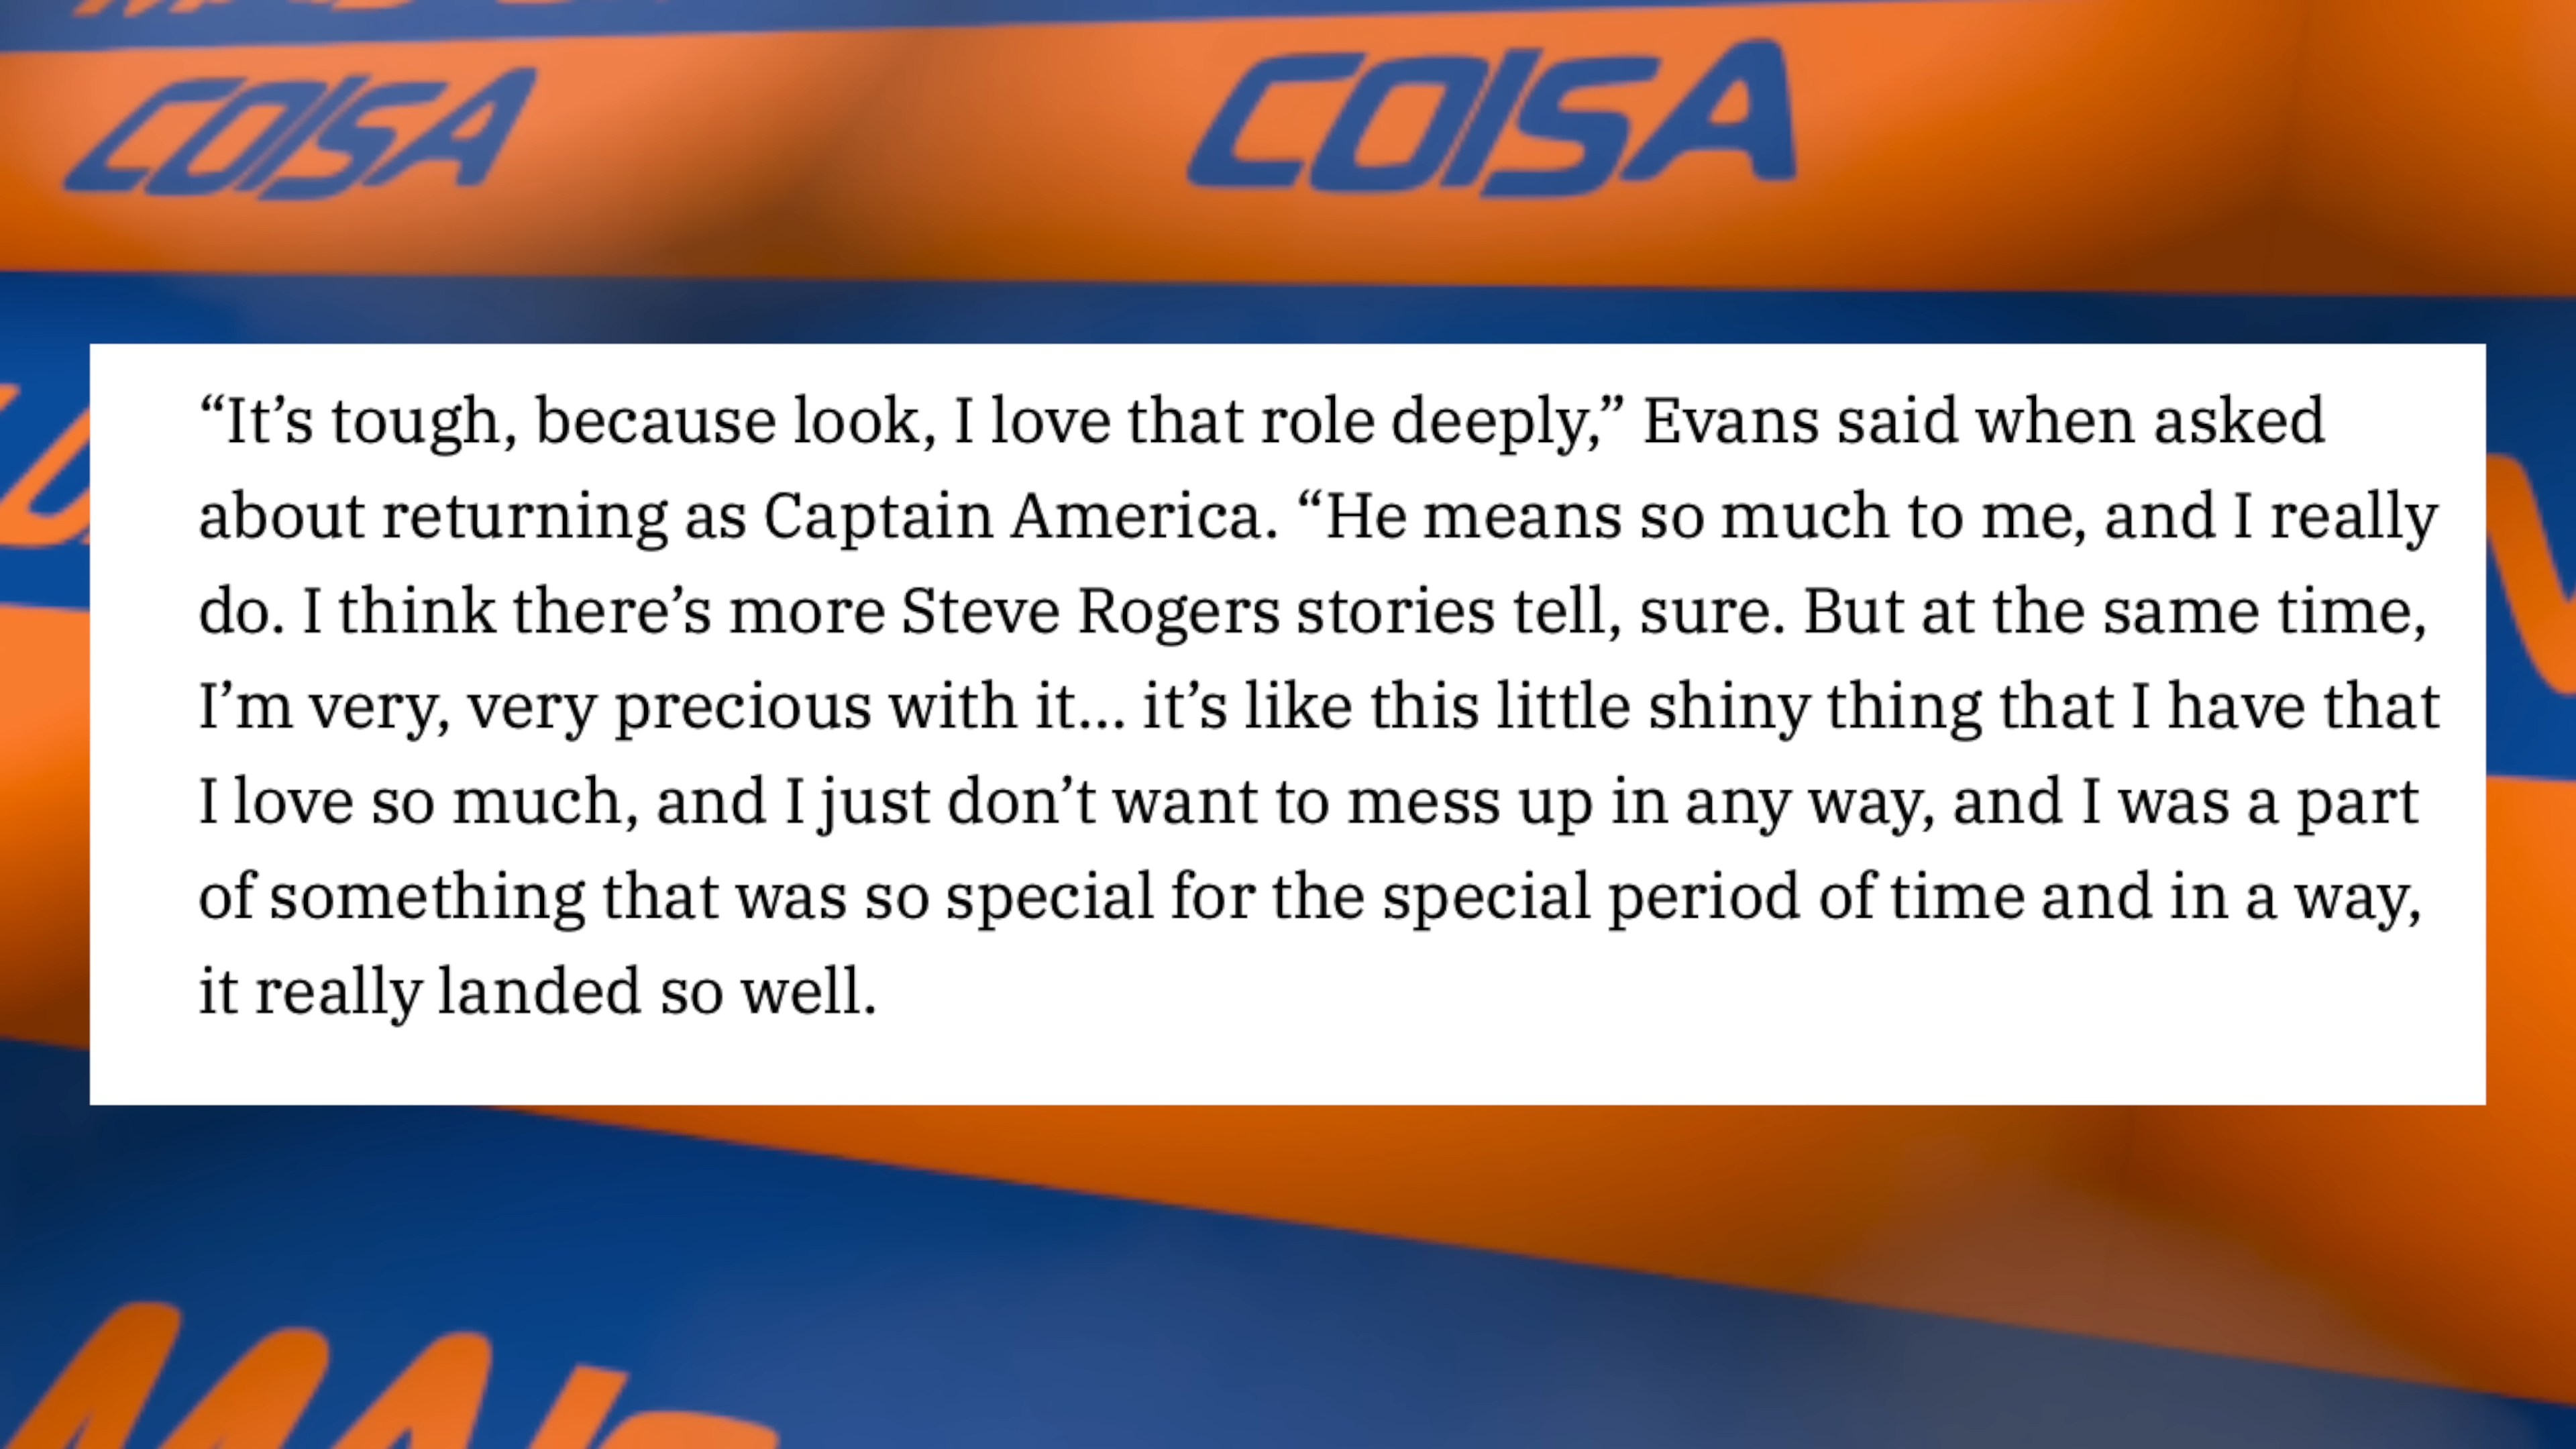 COISA
COISA
“It’s tough, because look, I love that role deeply,” Evans said when asked
about returning as Captain America. “He means so much to me, and I really
do. I think there’s more Steve Rogers stories tell, sure. But at the same time,
I’m very, very precious with it... it’s like this little shiny thing that I have that
I love so much, and I just don’t want to mess up in any way, and I was a part
of something that was so special for the special period of time and in a way,
it really landed so well.